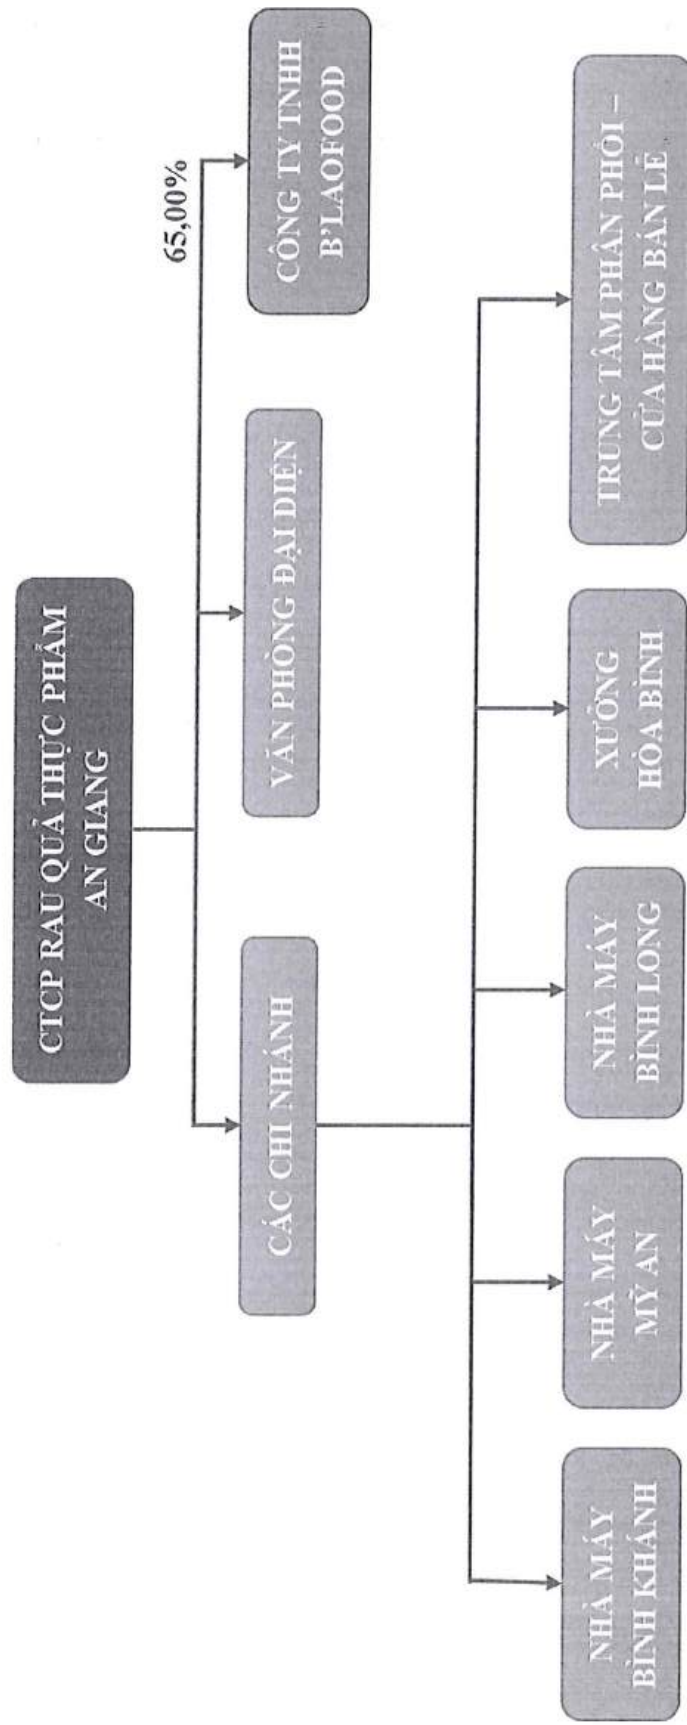 CTCP RAU QUẢ THỰC PHẨM
AN GIANG
65,00%
CÁC CHI NHÁNH
VĂN PHÒNG ĐẠI DIỆN
CÔNG TY TNHH
B'LAOFOOD
NHÀ MÁY
BÌNH KHÁNH
NHÀ MÁY
MỸ AN
NHÀ MÁY
BÌNH LONG
XƯỞNG
HÒA BÌNH
TRUNG TÂM PHÂN PHỐI –
CỬA HÀNG BÁN LẺ